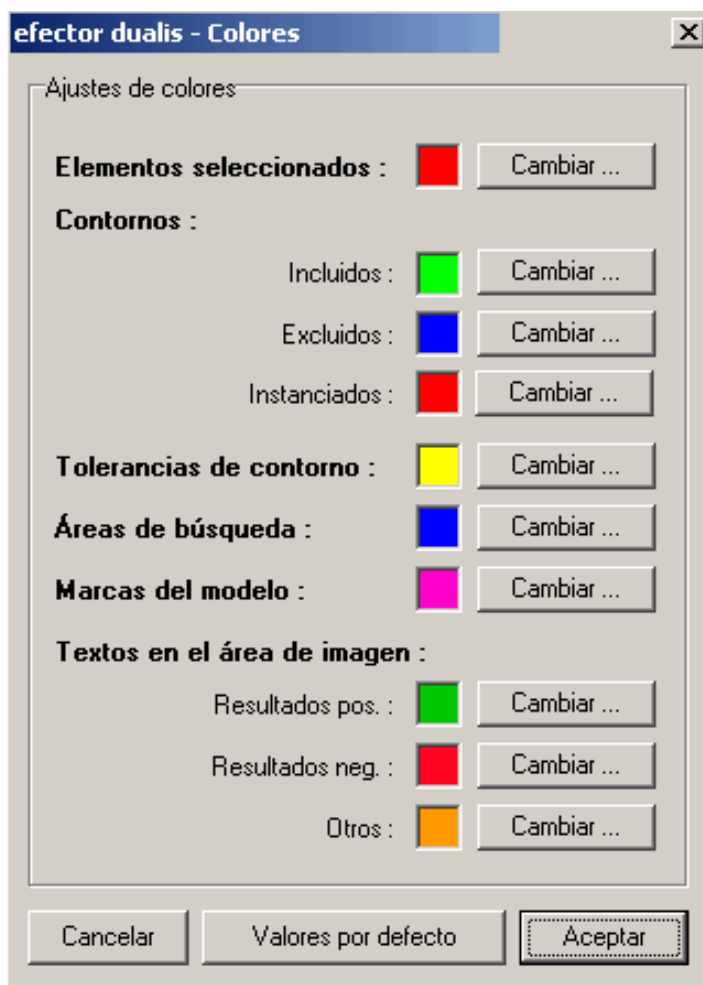 efector dualis - Colores
Ajustes de colores
Elementos seleccionados : Cambiar ...
Contornos :
Incluidos : Cambiar ...
Excluidos : Cambiar ...
Instanciados : Cambiar ...
Tolerancias de contorno : Cambiar ...
Áreas de búsqueda : Cambiar ...
Marcas del modelo : Cambiar ...
Textos en el área de imagen :
Resultados pos. : Cambiar ...
Resultados neg. : Cambiar ...
Otros : Cambiar ...
Cancelar Valores por defecto Aceptar